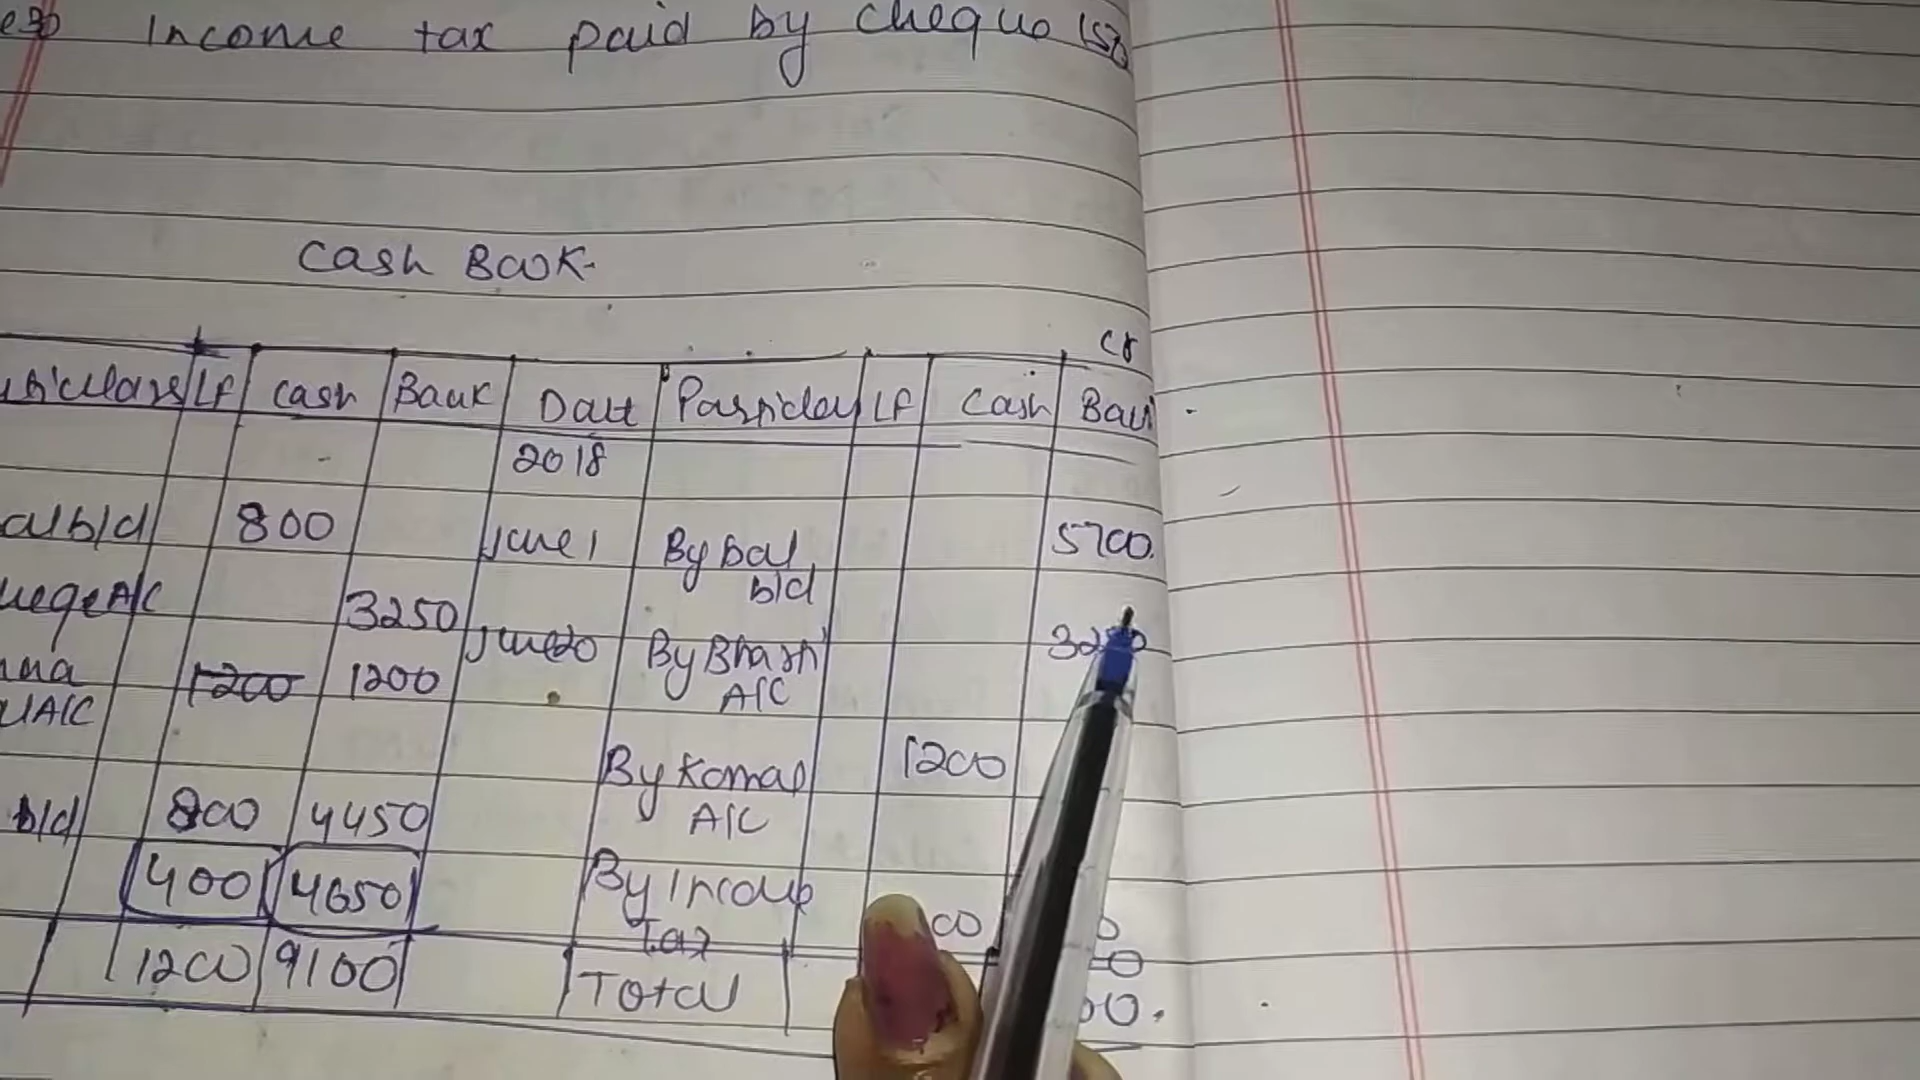 Income tax paid by cheque 150
Cash Book-
Cr
LF Cash Bank Date Particular LF Cash Bank
2018
al b/d 800 June 1 By bal b/d 5700
A/C 3250 June 20 By Bharti A/C
1200 1200
A/C
By Komal A/C 1200
b/d 800 4450
400 4650 By Income Tax
1200 9100 Total